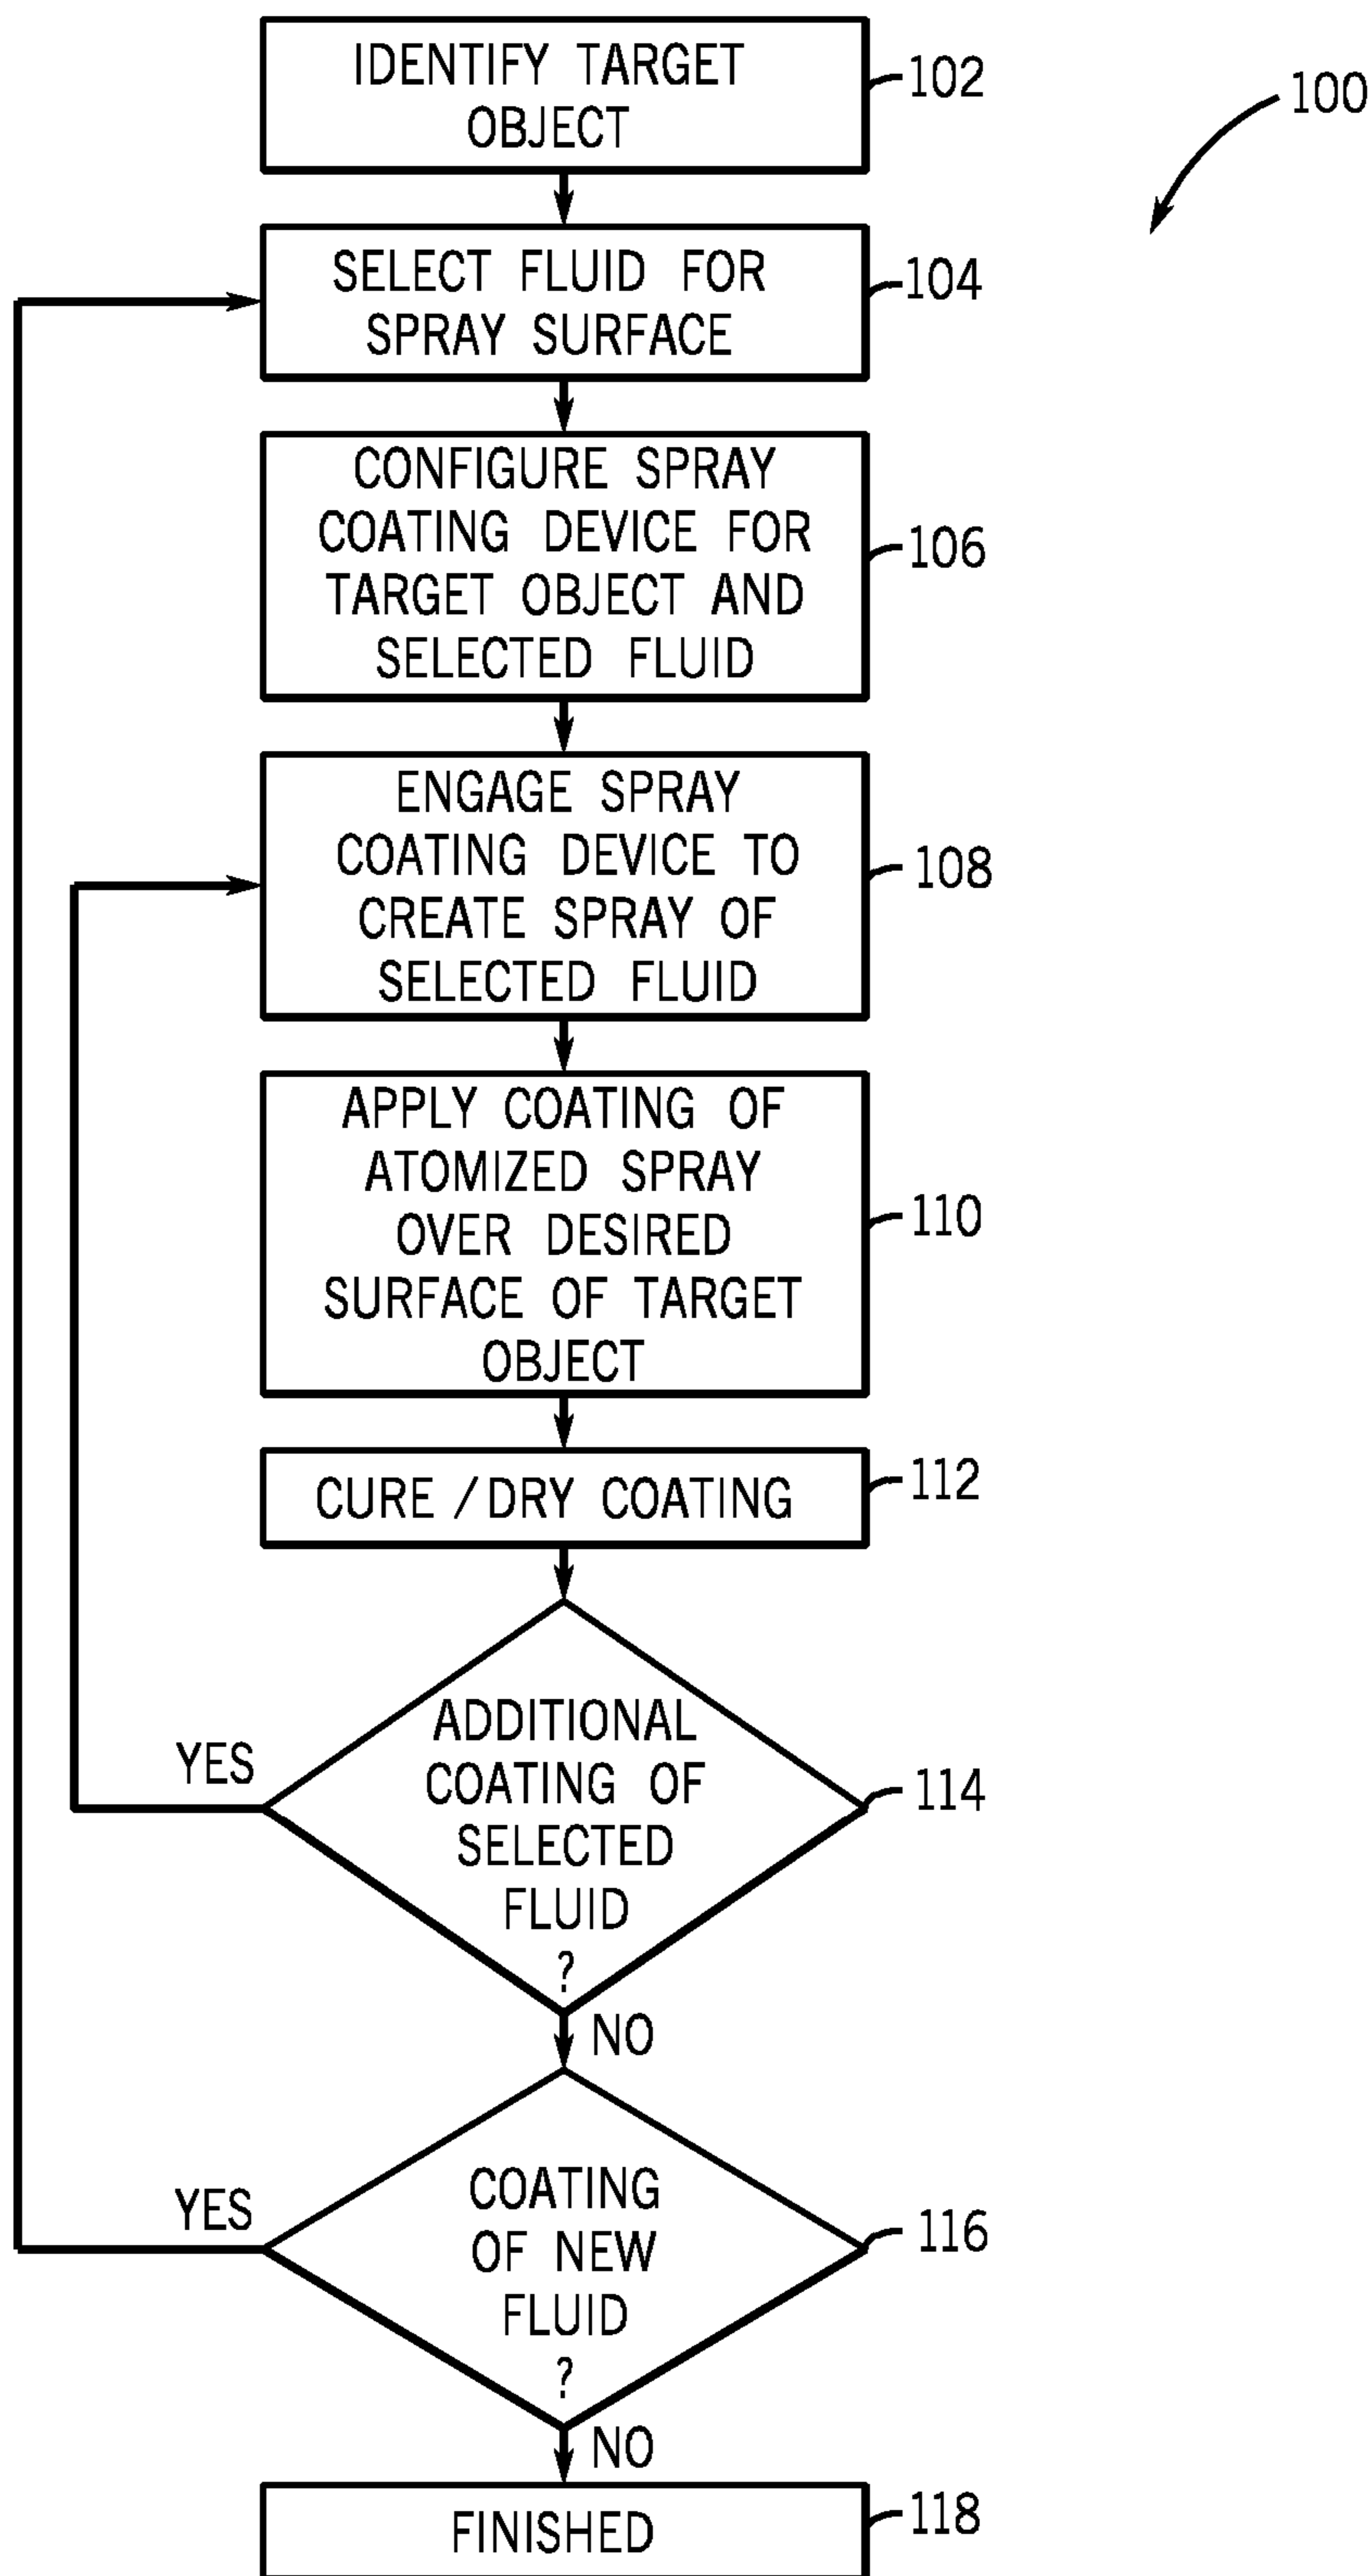 IDENTIFY TARGET
OBJECT
102
100
SELECT FLUID FOR
SPRAY SURFACE
104
CONFIGURE SPRAY
COATING DEVICE FOR
TARGET OBJECT AND
SELECTED FLUID
106
ENGAGE SPRAY
COATING DEVICE TO
CREATE SPRAY OF
SELECTED FLUID
108
APPLY COATING OF
ATOMIZED SPRAY
OVER DESIRED
SURFACE OF TARGET
OBJECT
110
CURE /DRY COATING
112
ADDITIONAL
COATING OF
SELECTED
FLUID
?
YES
114
NO
COATING
OF NEW
FLUID
?
YES
116
NO
FINISHED
118